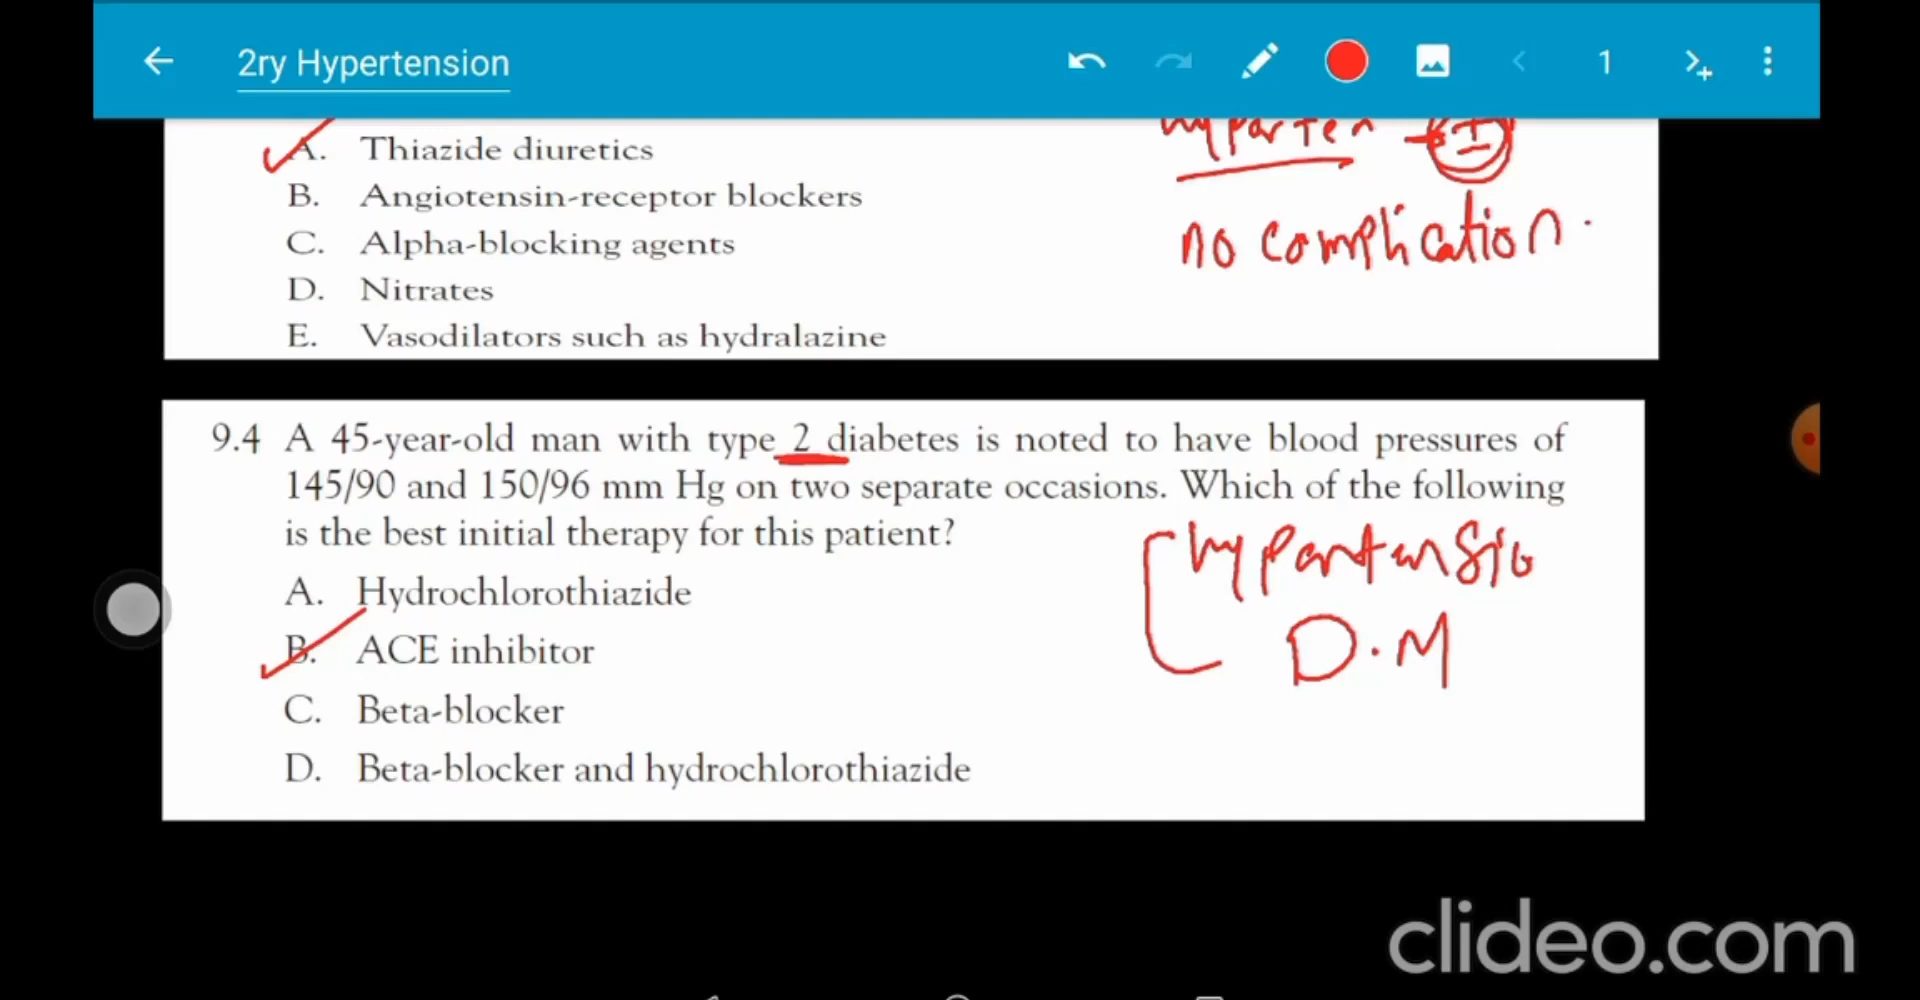 2ry Hypertension
1
A. Thiazide diuretics
B. Angiotensin-receptor blockers
C. Alpha-blocking agents
D. Nitrates
E. Vasodilators such as hydralazine
hyparten
I
no complication.
9.4 A 45-year-old man with type 2 diabetes is noted to have blood pressures of
145/90 and 150/96 mm Hg on two separate occasions. Which of the following
is the best initial therapy for this patient?
A. Hydrochlorothiazide
B. ACE inhibitor
C. Beta-blocker
D. Beta-blocker and hydrochlorothiazide
hypertensio
D.M
clideo.com